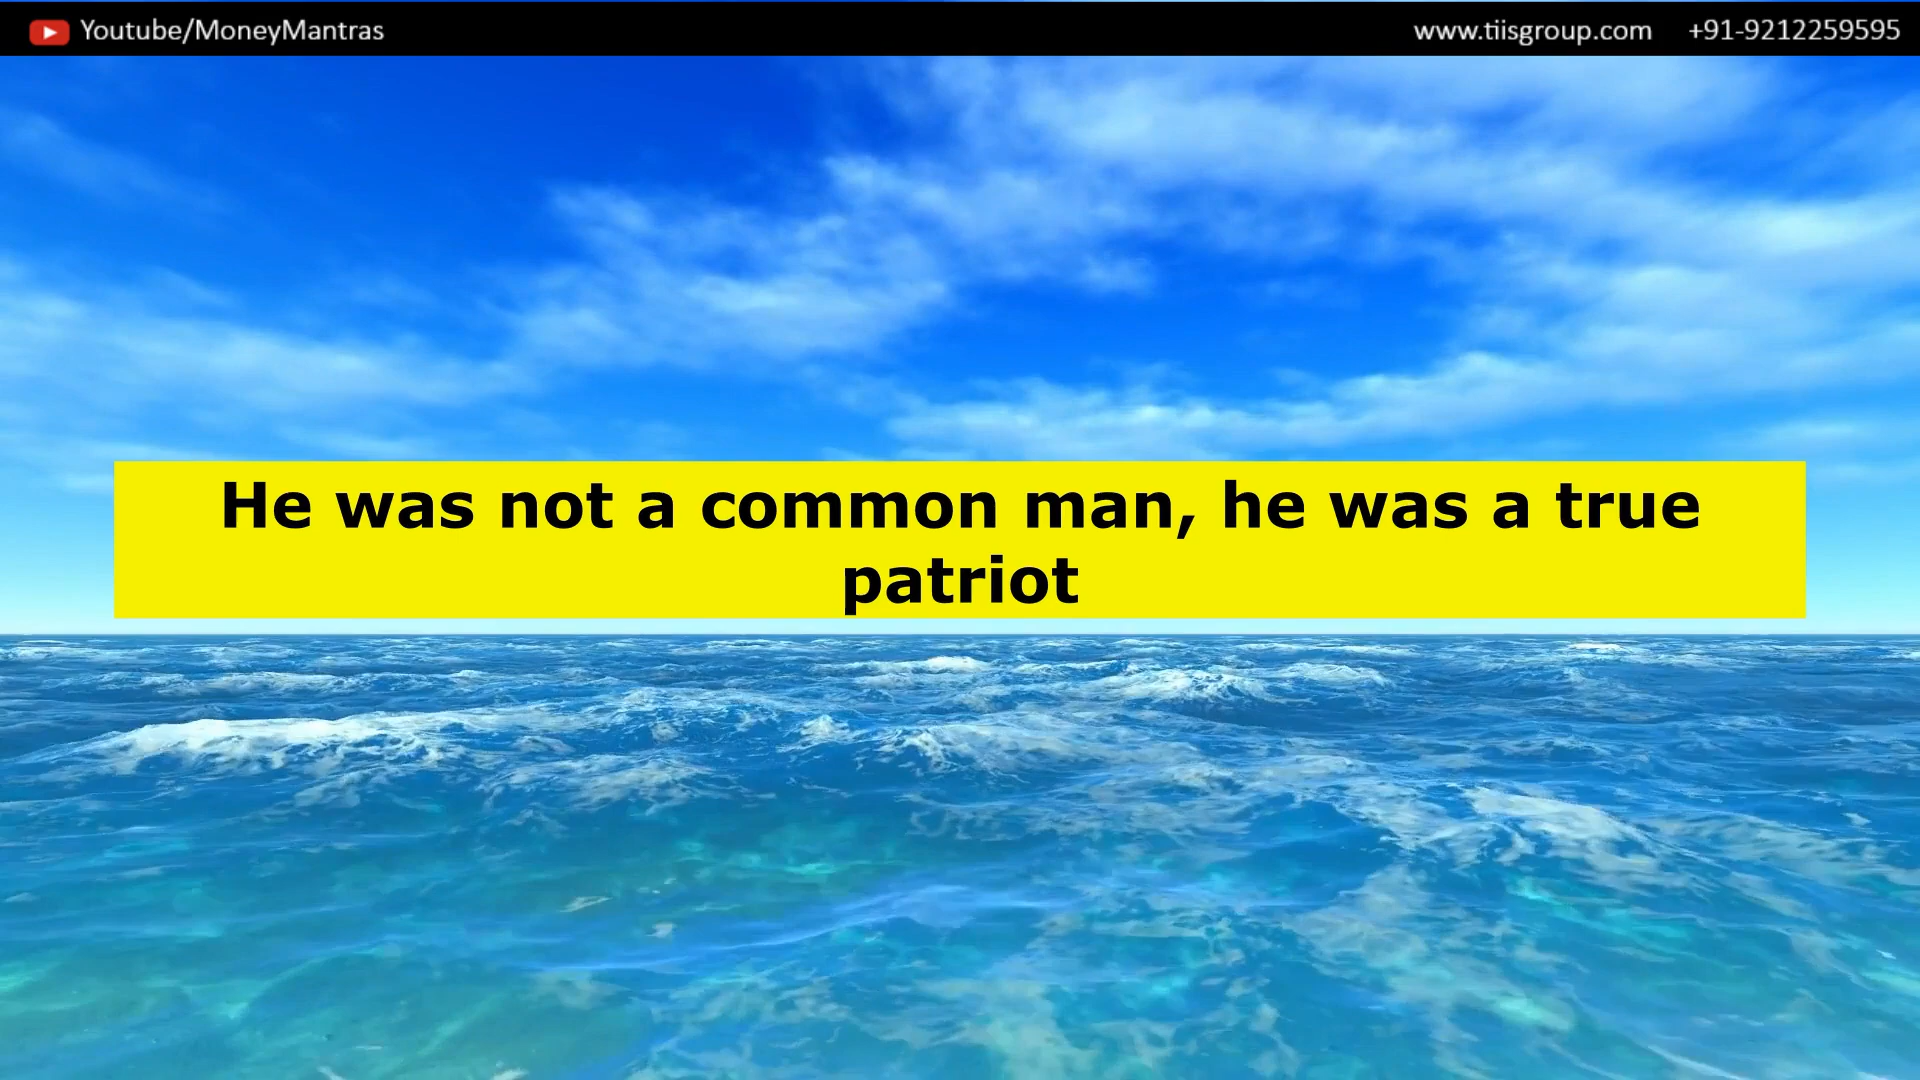 Youtube/MoneyMantras
www.tiisgroup.com +91-9212259595
He was not a common man, he was a true
patriot